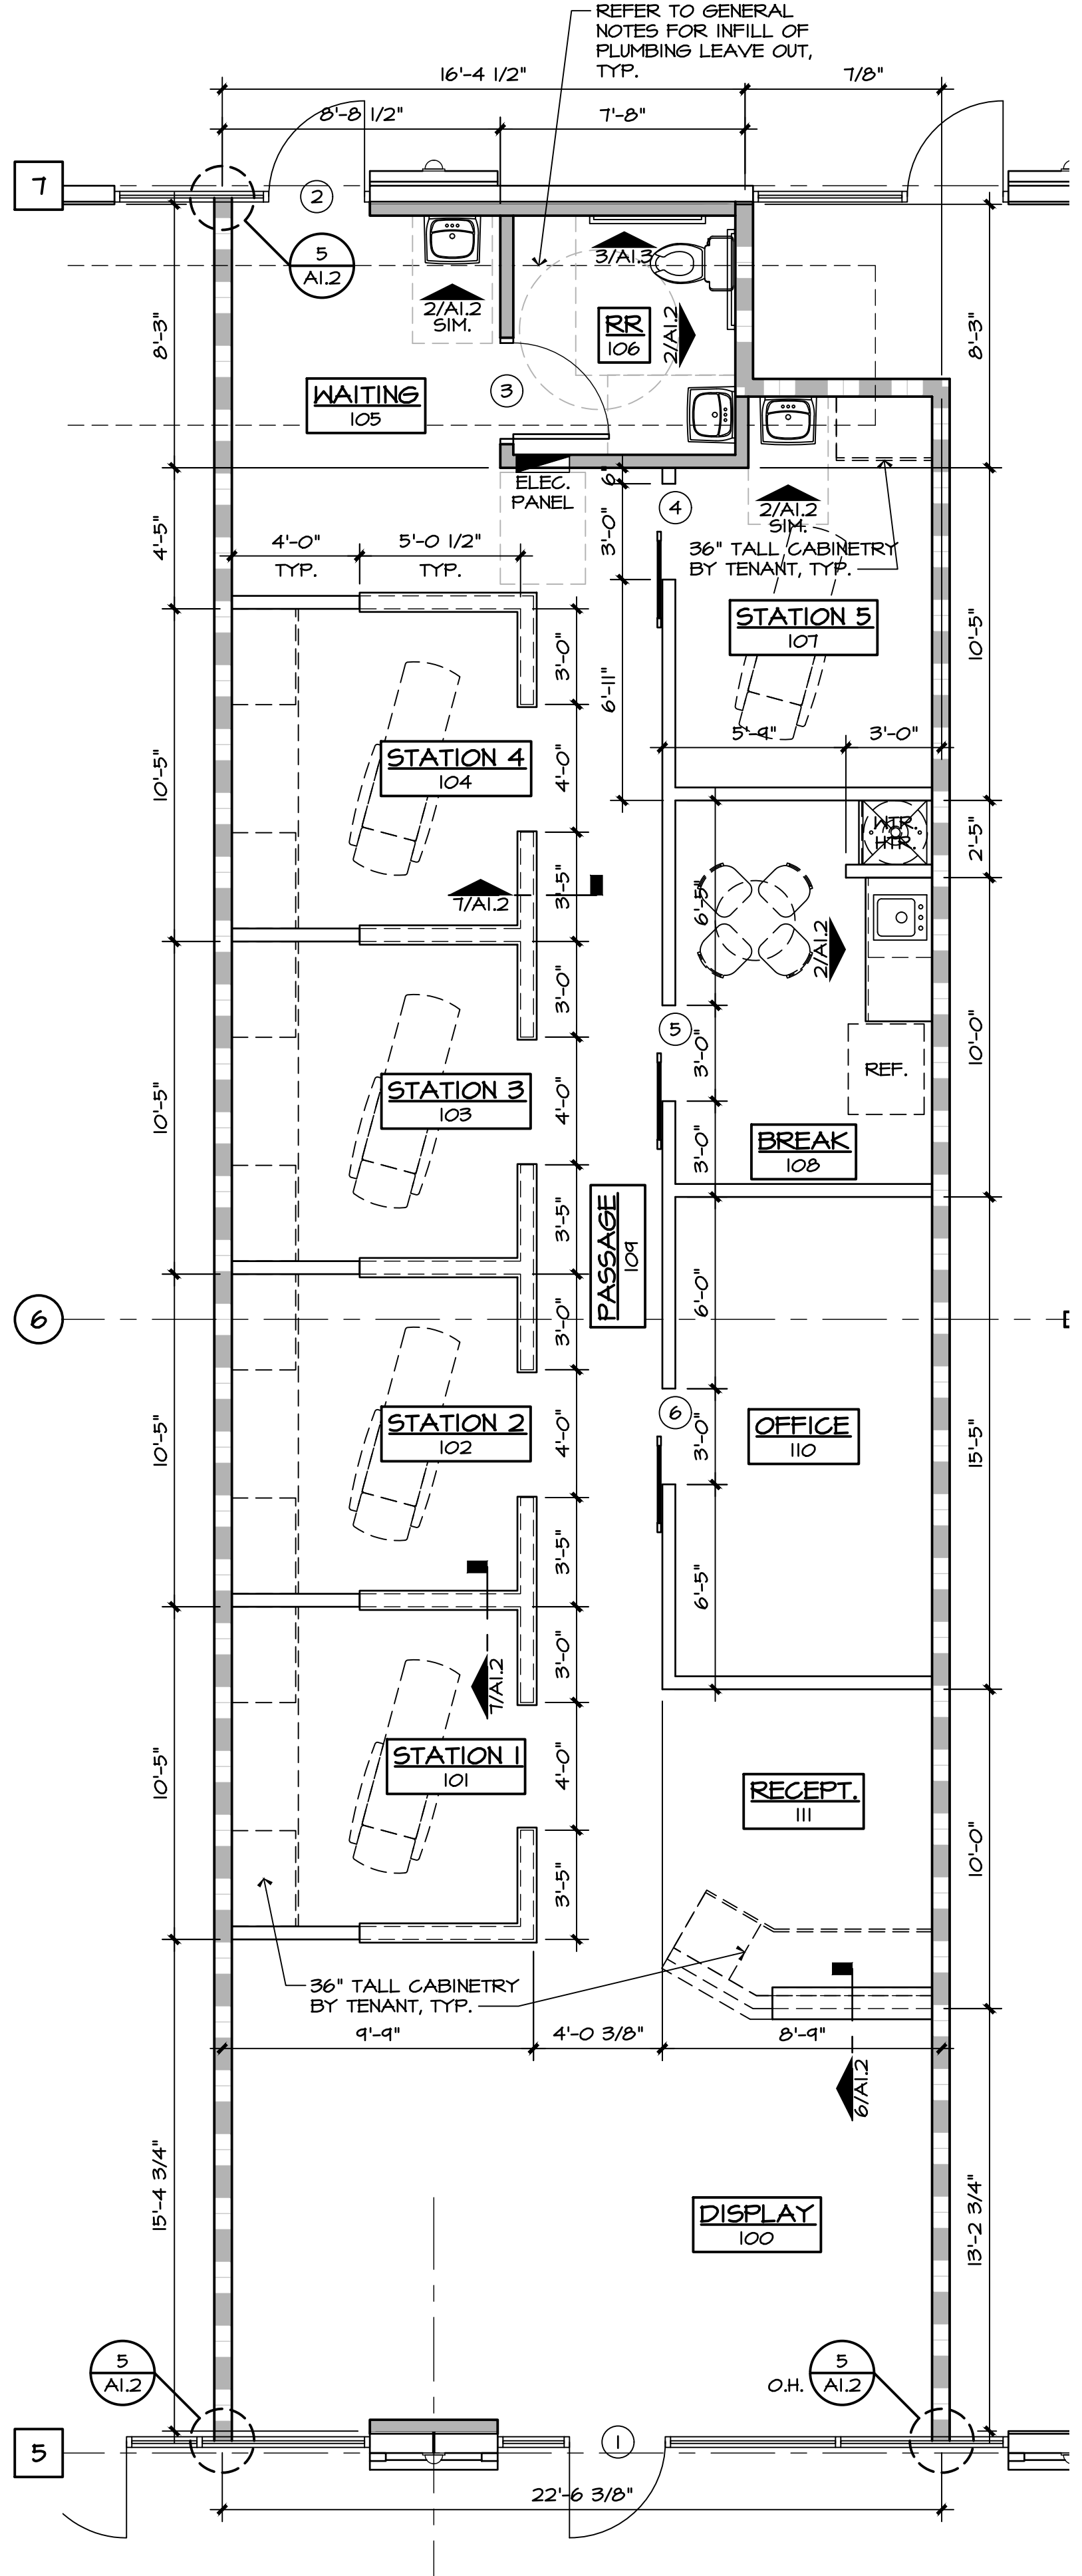 REFER TO GENERAL
NOTES FOR INFILL OF
PLUMBING LEAVE OUT,
TYP.
16'-4 1/2"
7/8"
8'-8 1/2"
7'-8"
7
2
5
A1.2
3/A1.3
2/A1.2
SIM.
RR
106
2/A1.2
8'-3"
8'-3"
WAITING
105
3
ELEC.
PANEL
6"
4
2/A1.2
SIM.
36" TALL CABINETRY
BY TENANT, TYP.
4'-5"
4'-0"
TYP.
5'-0 1/2"
TYP.
3'-0"
STATION 5
107
10'-5"
3'-0"
6'-11"
5'-9"
3'-0"
STATION 4
104
10'-5"
4'-0"
WTR.
HTR.
2'-5"
7/A1.2
3'-5"
6'-5"
2/A1.2
3'-0"
5
3'-0"
REF.
10'-0"
STATION 3
103
10'-5"
4'-0"
3'-0"
BREAK
108
3'-5"
PASSAGE
109
6'-0"
6
3'-0"
6
3'-0"
STATION 2
102
10'-5"
4'-0"
OFFICE
110
15'-5"
3'-5"
6'-5"
3'-0"
7/A1.2
STATION 1
101
10'-5"
4'-0"
RECEPT.
111
10'-0"
3'-5"
36" TALL CABINETRY
BY TENANT, TYP.
9'-9"
4'-0 3/8"
8'-9"
6/A1.2
15'-4 3/4"
13'-2 3/4"
DISPLAY
100
5
A1.2
O.H.
5
A1.2
5
1
22'-6 3/8"